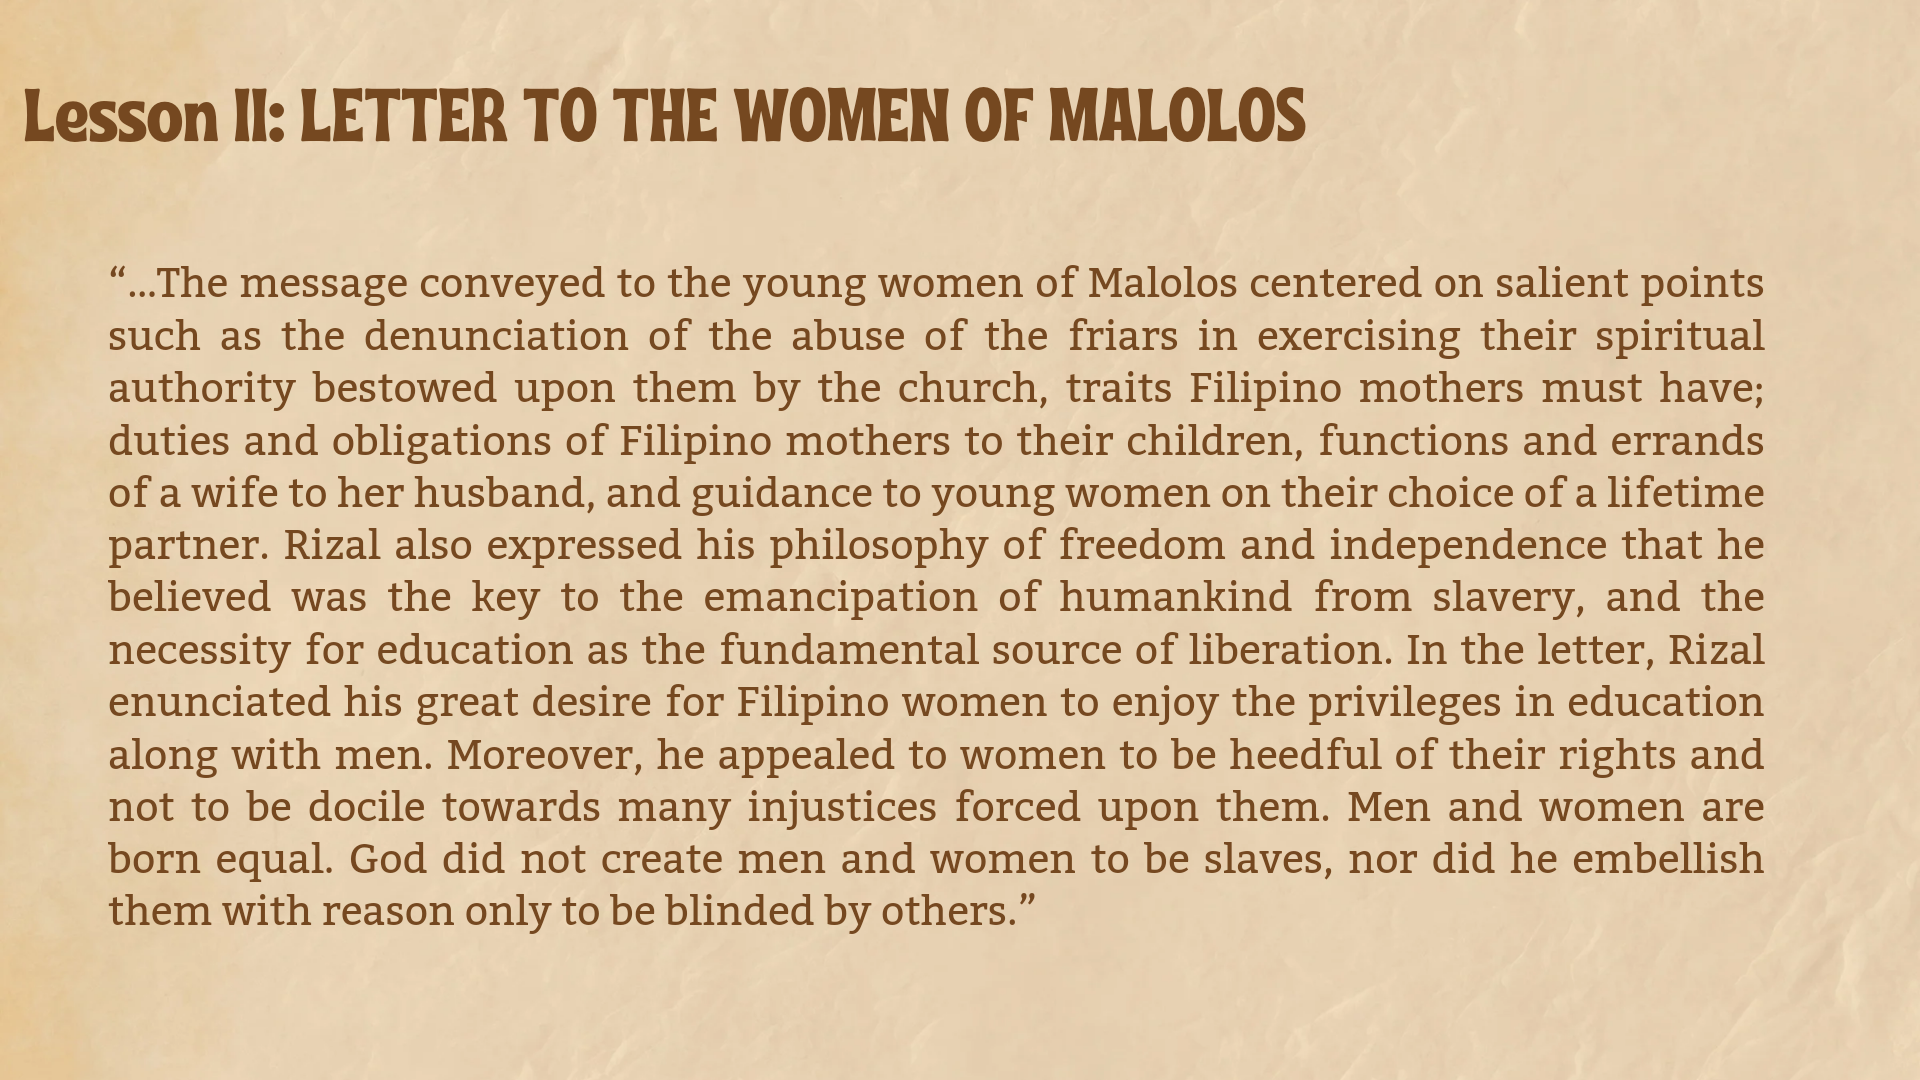 Lesson II: LETTER TO THE WOMEN OF MALOLOS
“...The message conveyed to the young women of Malolos centered on salient points
such as the denunciation of the abuse of the friars in exercising their spiritual
authority bestowed upon them by the church, traits Filipino mothers must have;
duties and obligations of Filipino mothers to their children, functions and errands
of a wife to her husband, and guidance to young women on their choice of a lifetime
partner. Rizal also expressed his philosophy of freedom and independence that he
believed was the key to the emancipation of humankind from slavery, and the
necessity for education as the fundamental source of liberation. In the letter, Rizal
enunciated his great desire for Filipino women to enjoy the privileges in education
along with men. Moreover, he appealed to women to be heedful of their rights and
not to be docile towards many injustices forced upon them. Men and women are
born equal. God did not create men and women to be slaves, nor did he embellish
them with reason only to be blinded by others.”